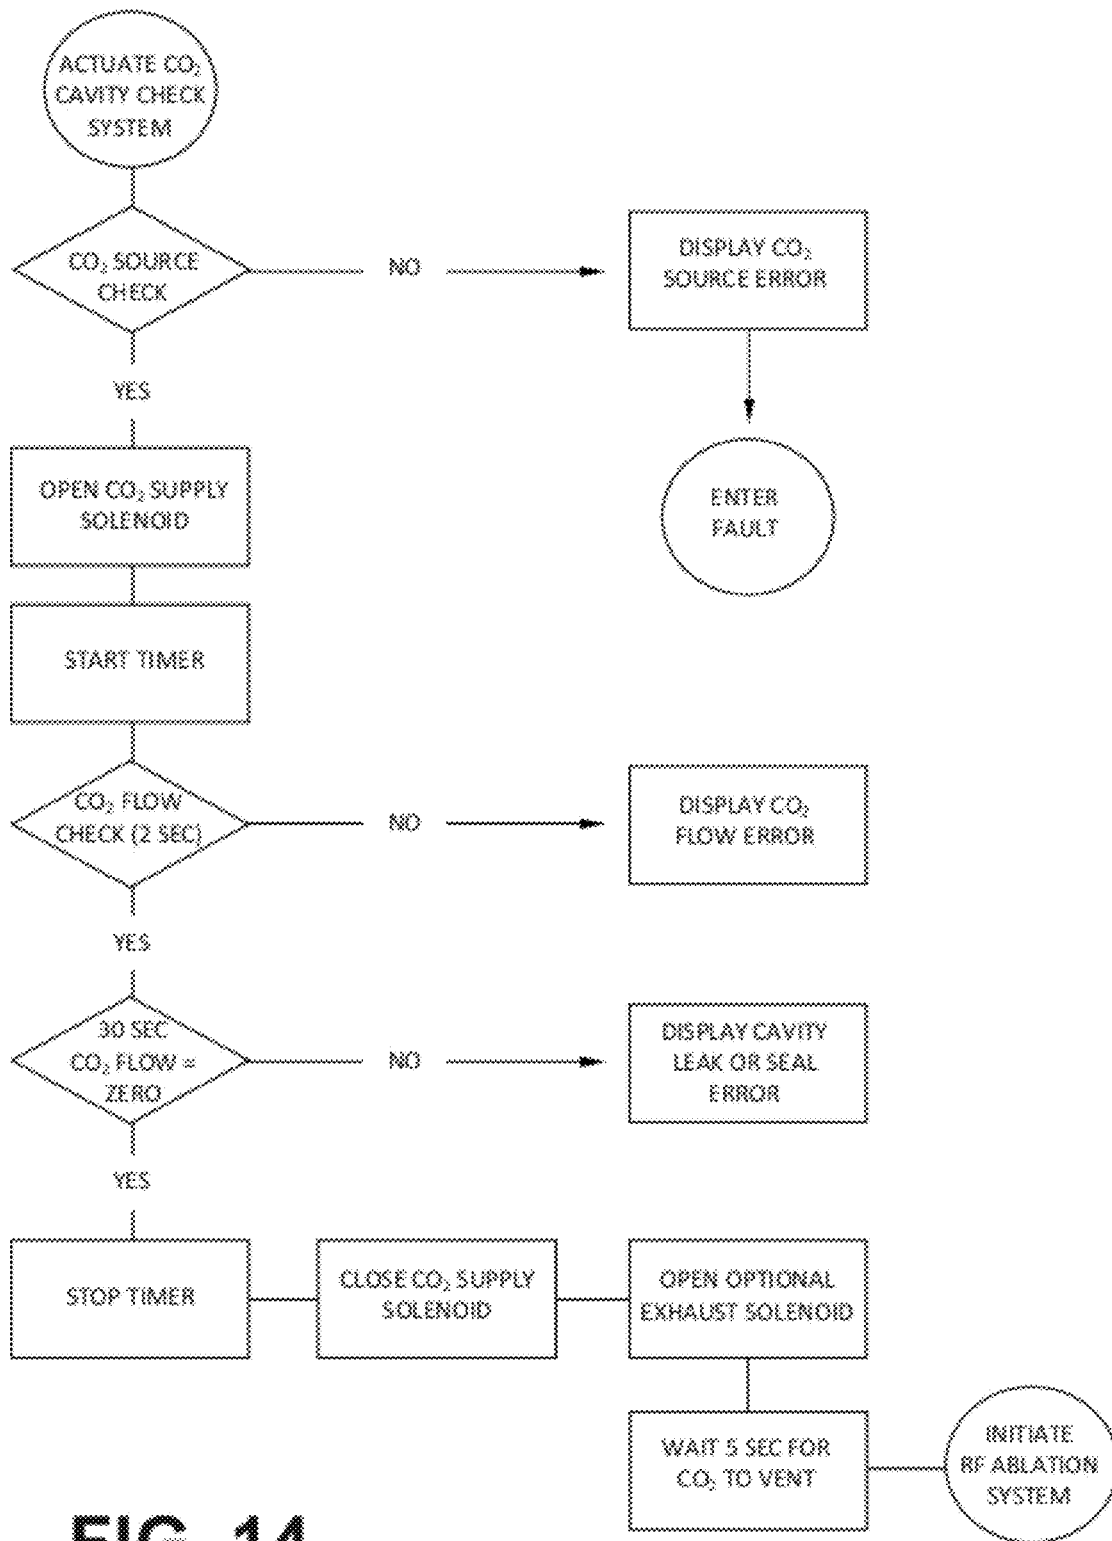 ACTUATE CO₂
CAVITY CHECK
SYSTEM
CO₂ SOURCE
CHECK
NO
DISPLAY CO₂
SOURCE ERROR
YES
ENTER
FAULT
OPEN CO₂ SUPPLY
SOLENOID
START TIMER
CO₂ FLOW
CHECK (2 SEC)
NO
DISPLAY CO₂
FLOW ERROR
YES
30 SEC
CO₂ FLOW =
ZERO
NO
DISPLAY CAVITY
LEAK OR SEAL
ERROR
YES
STOP TIMER
CLOSE CO₂ SUPPLY
SOLENOID
OPEN OPTIONAL
EXHAUST SOLENOID
WAIT 5 SEC FOR
CO₂ TO VENT
INITIATE
RF ABLATION
SYSTEM
FIG. 14